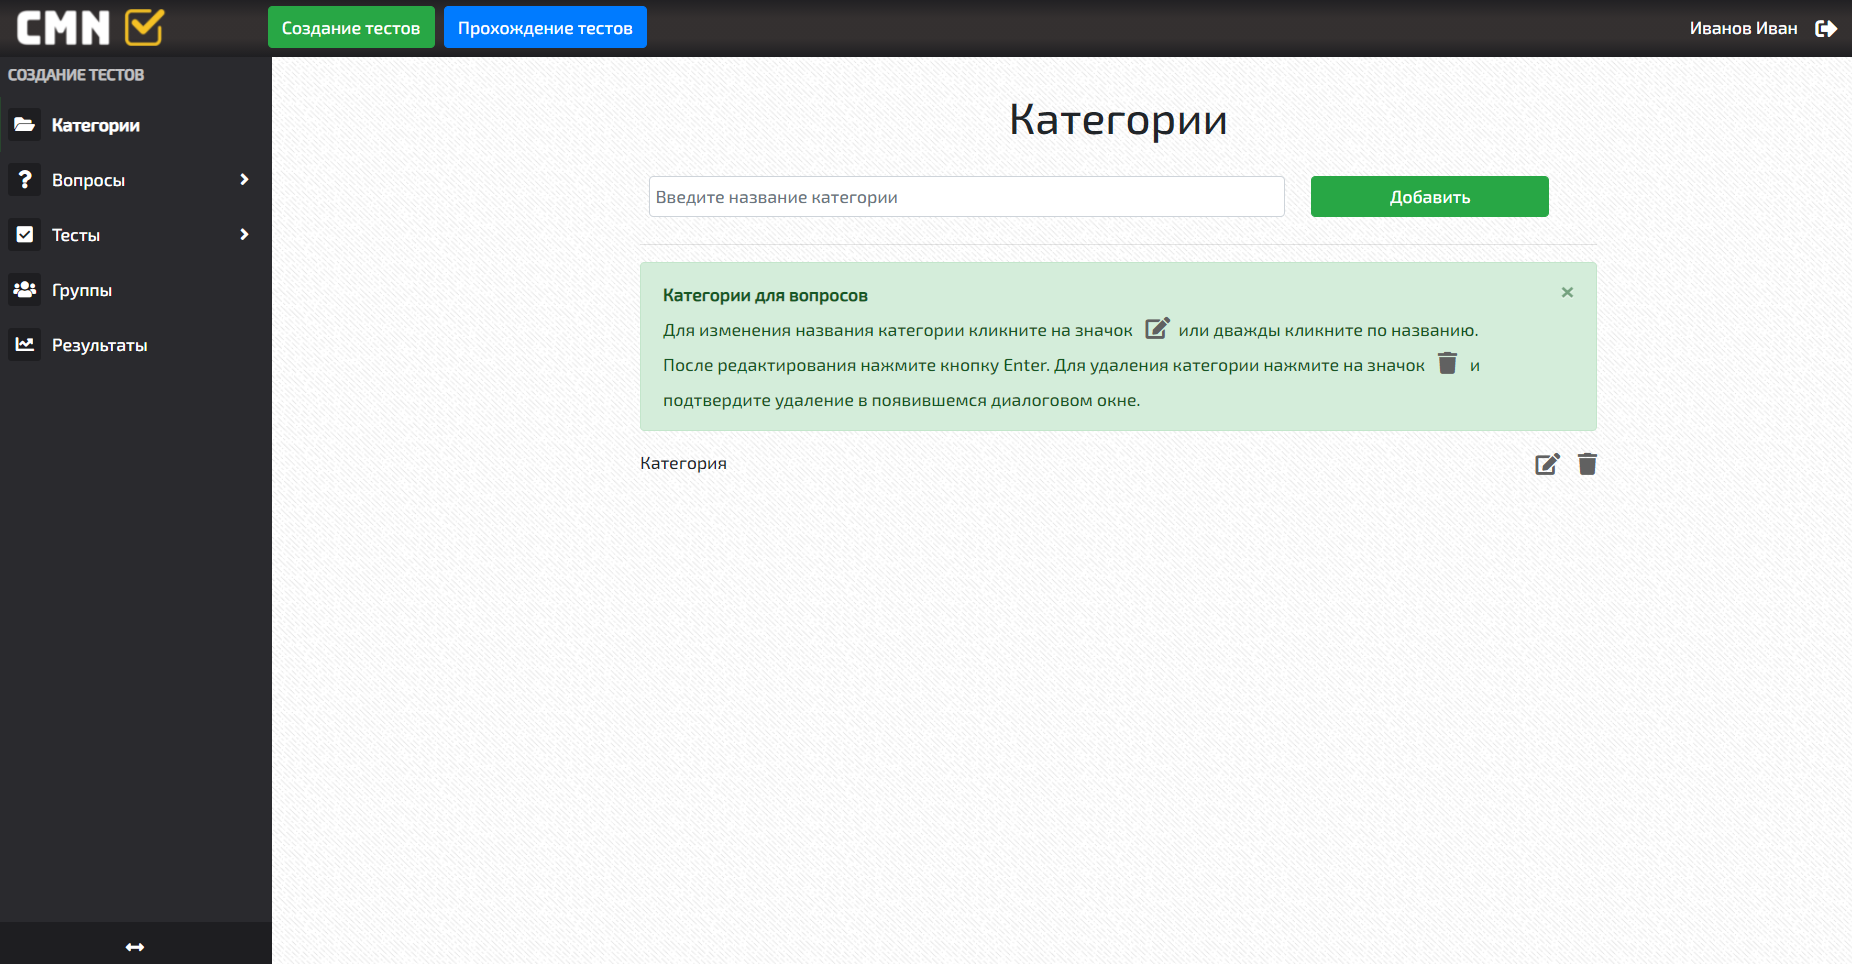 СМN
Создание тестов
Прохождение тестов
Иванов Иван
СОЗДАНИЕ ТЕСТОВ
Категории
Вопросы
Тесты
Группы
Результаты
Категории
Введите название категории
Добавить
Категории для вопросов
Для изменения названия категории кликните на значок или дважды кликните по названию.
После редактирования нажмите кнопку Enter. Для удаления категории нажмите на значок и
подтвердите удаление в появившемся диалоговом окне.
Категория